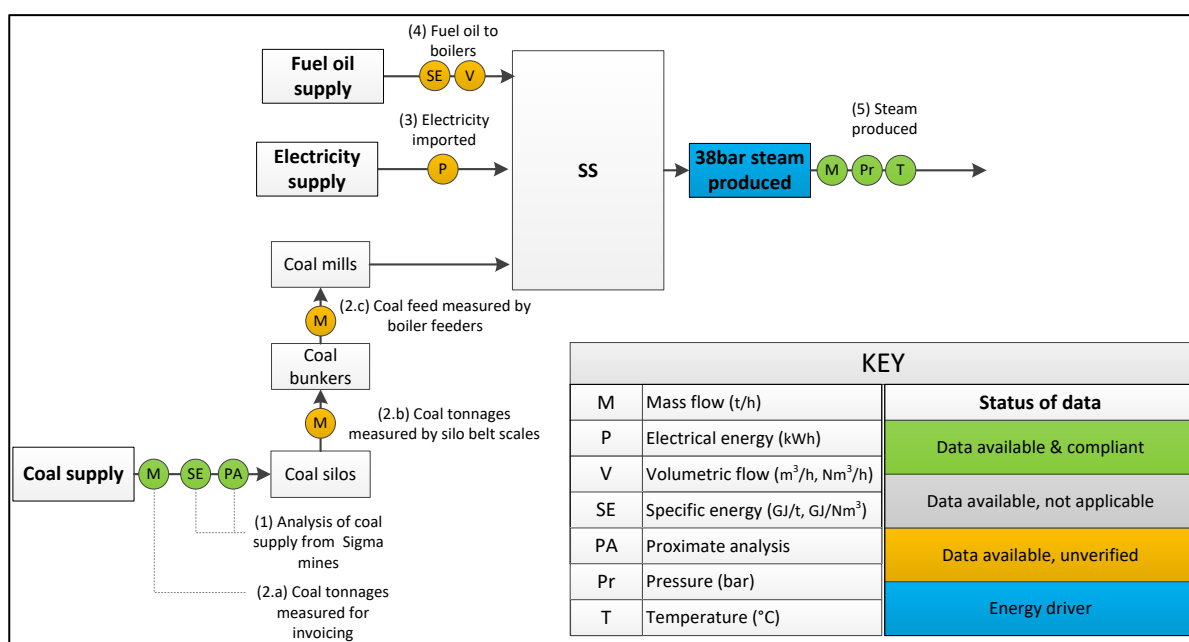 (4) Fuel oil to
boilers
Fuel oil
supply
SE
V
(3) Electricity
imported
Electricity
supply
P
SS
38bar steam
produced
(5) Steam
produced
M
Pr
T
Coal mills
M
(2.c) Coal feed measured by
boiler feeders
Coal
bunkers
M
(2.b) Coal tonnages
measured by silo belt scales
Coal supply
M
SE
PA
Coal silos
(1) Analysis of coal
supply from Sigma
mines
(2.a) Coal tonnages
measured for
invoicing
KEY
M Mass flow (t/h)
P Electrical energy (kWh)
V Volumetric flow (m³/h, Nm³/h)
SE Specific energy (GJ/t, GJ/Nm³)
PA Proximate analysis
Pr Pressure (bar)
T Temperature (°C)
Status of data
Data available & compliant
Data available, not applicable
Data available, unverified
Energy driver